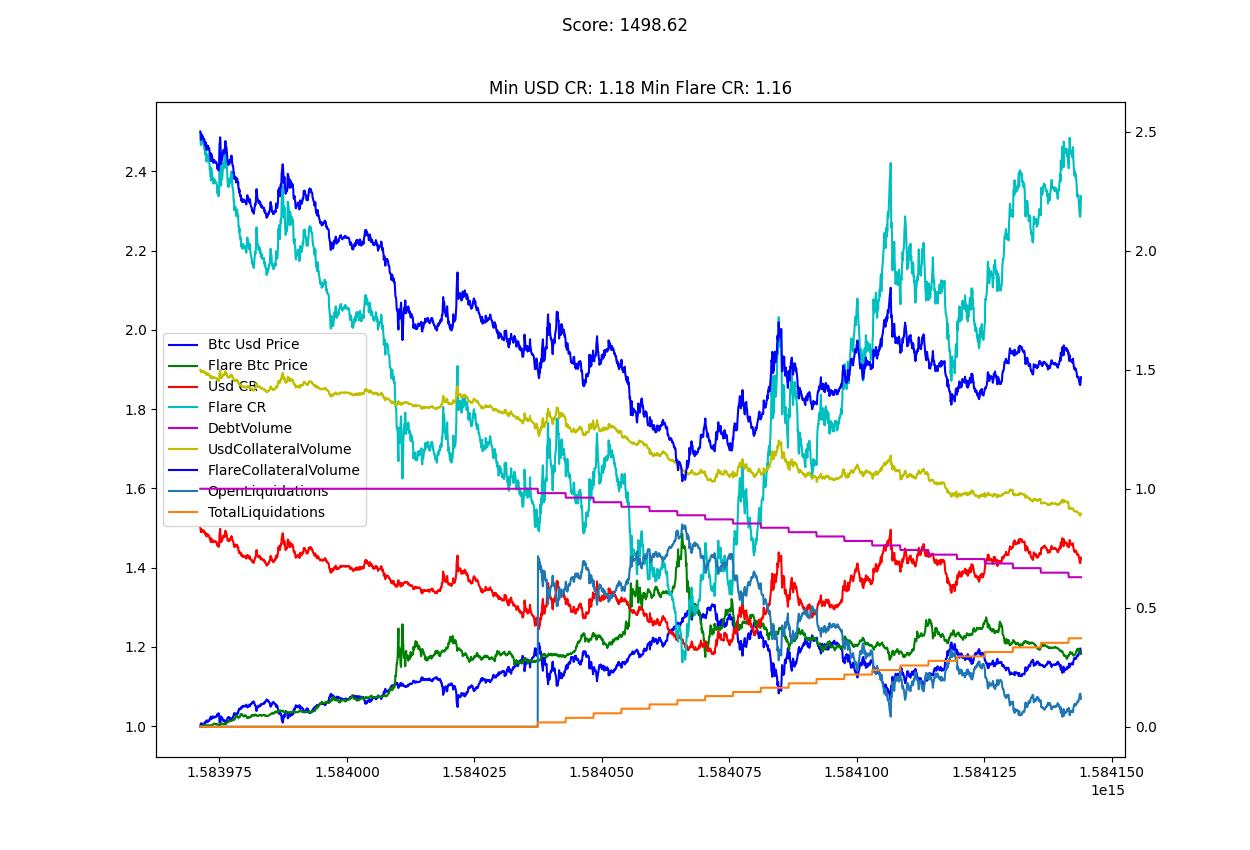 Score: 1498.62
Min USD CR: 1.18 Min Flare CR: 1.16
2.4
2.2
2.0
1.8
1.6
1.4
1.2
1.0
2.5
2.0
1.5
1.0
0.5
0.0
Btc Usd Price
Flare Btc Price
Usd CR
Flare CR
DebtVolume
UsdCollateralVolume
FlareCollateralVolume
OpenLiquidations
TotalLiquidations
1.583975 1.584000 1.584025 1.584050 1.584075 1.584100 1.584125 1.584150
1e15